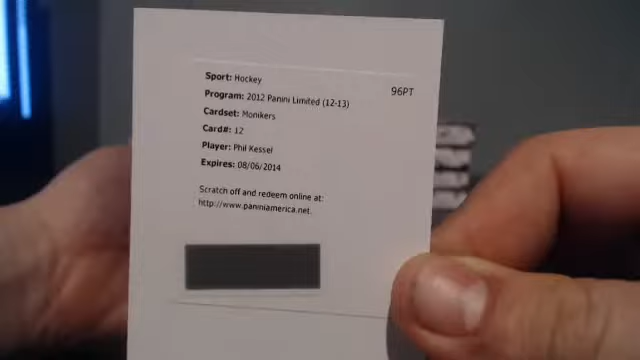 Sport: Hockey
96PT
Program: 2012 Panini Limited (12-13)
Cardset: Monikers
Card#: 12
Player: Phil Kessel
Expires: 08/06/2014
Scratch off and redeem online at:
http://www.paniniamerica.net.